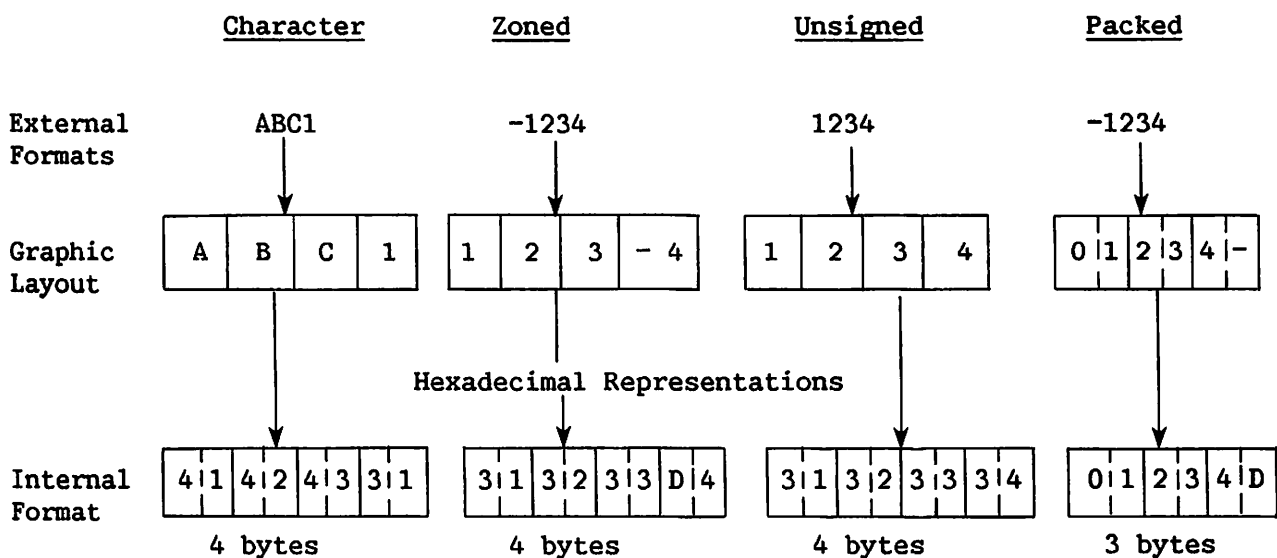 Character Zoned Unsigned Packed
External Formats ABC1 -1234 1234 -1234
Graphic Layout A B C 1 1 2 3 - 4 1 2 3 4 0 1 2 3 4 -
Hexadecimal Representations
Internal Format 4 1 4 2 4 3 3 1 3 1 3 2 3 3 D 4 3 1 3 2 3 3 3 4 0 1 2 3 4 D
4 bytes 4 bytes 4 bytes 3 bytes